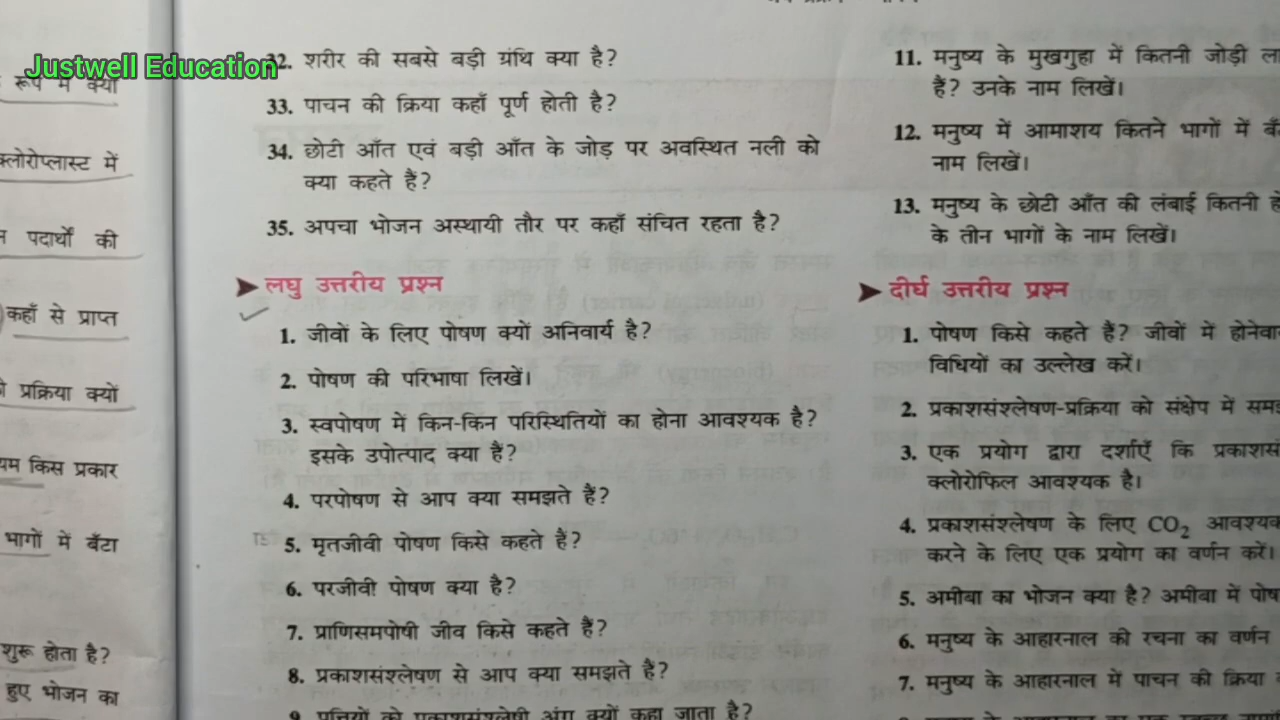 Justwell Education
रूप में क्यों
क्लोरोप्लास्ट में
पदार्थों की
कहाँ से प्राप्त
प्रक्रिया क्यों
किस प्रकार
भागों में बँटा
शुरू होता है?
हुए भोजन का
32. शरीर की सबसे बड़ी ग्रंथि क्या है?
33. पाचन की क्रिया कहाँ पूर्ण होती है?
34. छोटी आँत एवं बड़ी आँत के जोड़ पर अवस्थित नली को
क्या कहते हैं?
35. अपचा भोजन अस्थायी तौर पर कहाँ संचित रहता है?
लघु उत्तरीय प्रश्न
1. जीवों के लिए पोषण क्यों अनिवार्य है?
2. पोषण की परिभाषा लिखें।
3. स्वपोषण में किन-किन परिस्थितियों का होना आवश्यक है?
इसके उपोत्पाद क्या हैं?
4. परपोषण से आप क्या समझते हैं?
5. मृतजीवी पोषण किसे कहते हैं?
6. परजीवी पोषण क्या है?
7. प्राणिसमपोषी जीव किसे कहते हैं?
8. प्रकाशसंश्लेषण से आप क्या समझते हैं?
9. पत्तियों को प्रकाशसंश्लेषी अंग क्यों कहा जाता है?
11. मनुष्य के मुखगुहा में कितनी जोड़ी
हैं? उनके नाम लिखें।
12. मनुष्य में आमाशय कितने भागों में
नाम लिखें।
13. मनुष्य के छोटी आँत की लंबाई कितनी
के तीन भागों के नाम लिखें।
दीर्घ उत्तरीय प्रश्न
1. पोषण किसे कहते हैं? जीवों में
विधियों का उल्लेख करें।
2. प्रकाशसंश्लेषण-प्रक्रिया को संक्षेप में
3. एक प्रयोग द्वारा दर्शाएँ कि
क्लोरोफिल आवश्यक है।
4. प्रकाशसंश्लेषण के लिए CO₂ आवश्यक
करने के लिए एक प्रयोग का वर्णन करें।
5. अमीबा का भोजन क्या है? अमीबा में
6. मनुष्य के आहारनाल की रचना का वर्णन
7. मनुष्य के आहारनाल में पाचन की क्रिया